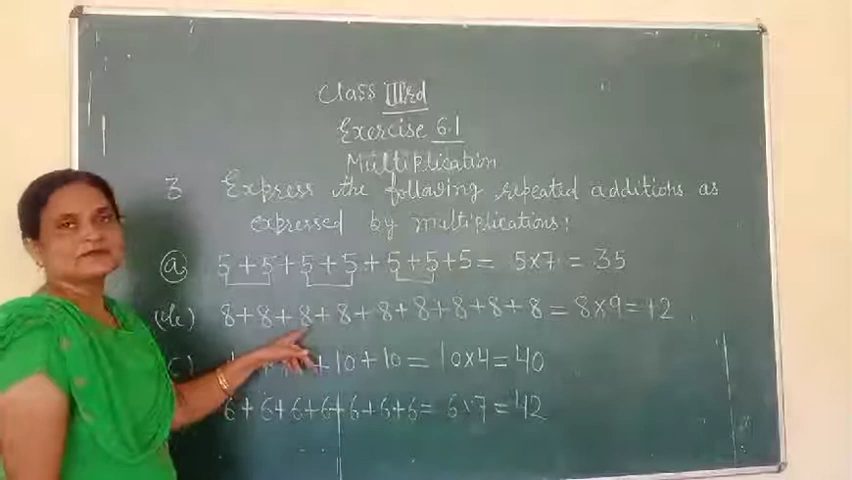 Class IIIrd
Exercise 6.1
Multiplication
3 Express the following repeated additions as
expressed by multiplications:
(a) 5+5+5+5+5+5+5= 5x7 = 35
8+8+8+8+8+8+8+8+8=8x9=
+10+10=10x4=40
6+6+6+6+6+6+6= 6x7=42